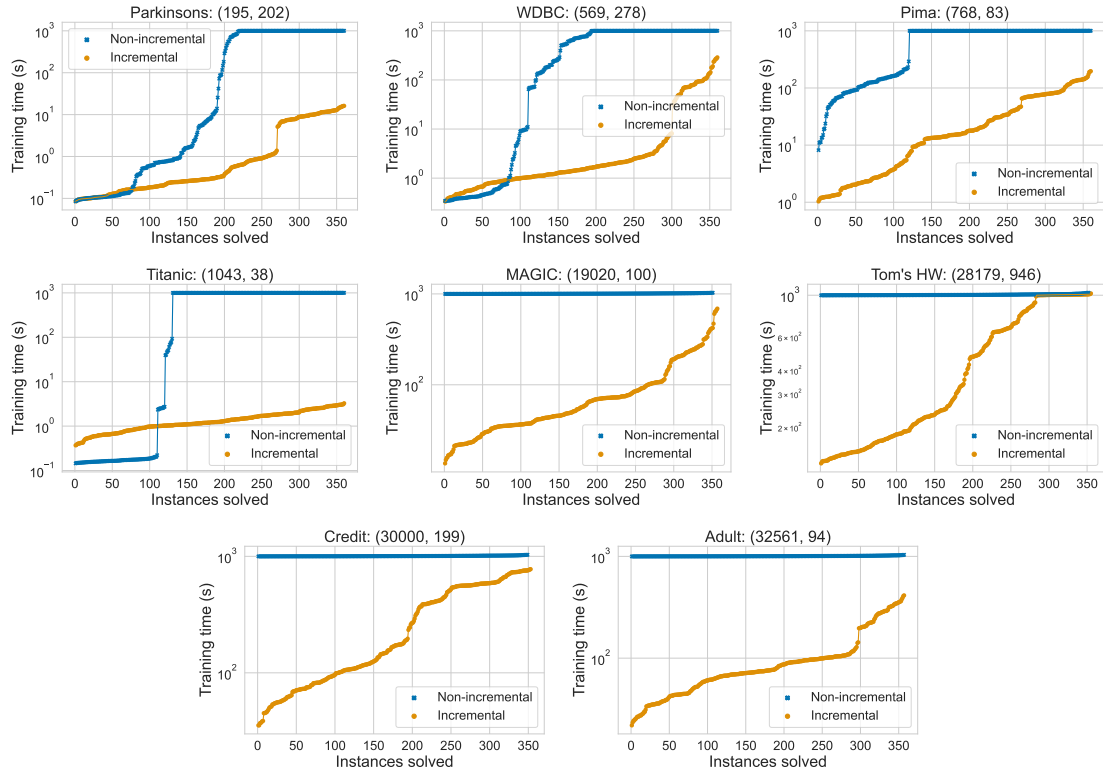 Parkinsons: (195, 202)
10^3
10^2
10^1
10^0
10^−1
Training time (s)
Non-incremental
Incremental
0 50 100 150 200 250 300 350
Instances solved
WDBC: (569, 278)
10^3
10^2
10^1
10^0
Training time (s)
Non-incremental
Incremental
0 50 100 150 200 250 300 350
Instances solved
Pima: (768, 83)
10^3
10^2
10^1
10^0
Training time (s)
Non-incremental
Incremental
0 50 100 150 200 250 300 350
Instances solved
Titanic: (1043, 38)
10^3
10^2
10^1
10^0
10^−1
Training time (s)
Non-incremental
Incremental
0 50 100 150 200 250 300 350
Instances solved
MAGIC: (19020, 100)
10^3
10^2
Training time (s)
Non-incremental
Incremental
0 50 100 150 200 250 300 350
Instances solved
Tom's HW: (28179, 946)
10^3
6 × 10^2
4 × 10^2
3 × 10^2
2 × 10^2
Training time (s)
Non-incremental
Incremental
0 50 100 150 200 250 300 350
Instances solved
Credit: (30000, 199)
10^3
10^2
Training time (s)
Non-incremental
Incremental
0 50 100 150 200 250 300 350
Instances solved
Adult: (32561, 94)
10^3
10^2
Training time (s)
Non-incremental
Incremental
0 50 100 150 200 250 300 350
Instances solved